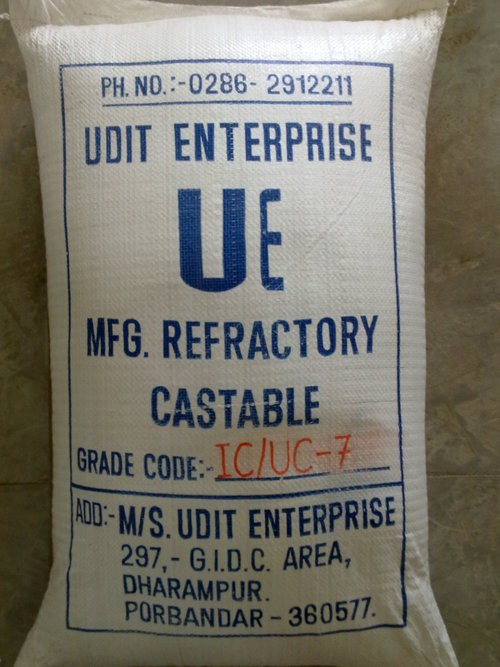 PH. NO.:-0286- 2912211
UDIT ENTERPRISE
UE
MFG. REFRACTORY
CASTABLE
GRADE CODE:- IC/UC-7
ADD:- M/S. UDIT ENTERPRISE
297,- G.I.D.C. AREA,
DHARAMPUR.
PORBANDAR - 360577.